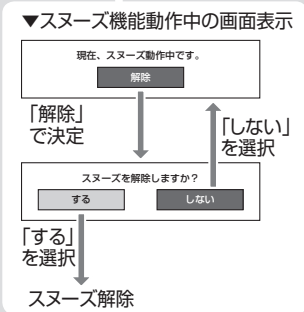 ▼スヌーズ機能動作中の画面表示
現在、スヌーズ動作中です。
解除
「解除」
で決定
「しない」
を選択
スヌーズを解除しますか？
する
しない
「する」
を選択
スヌーズ解除